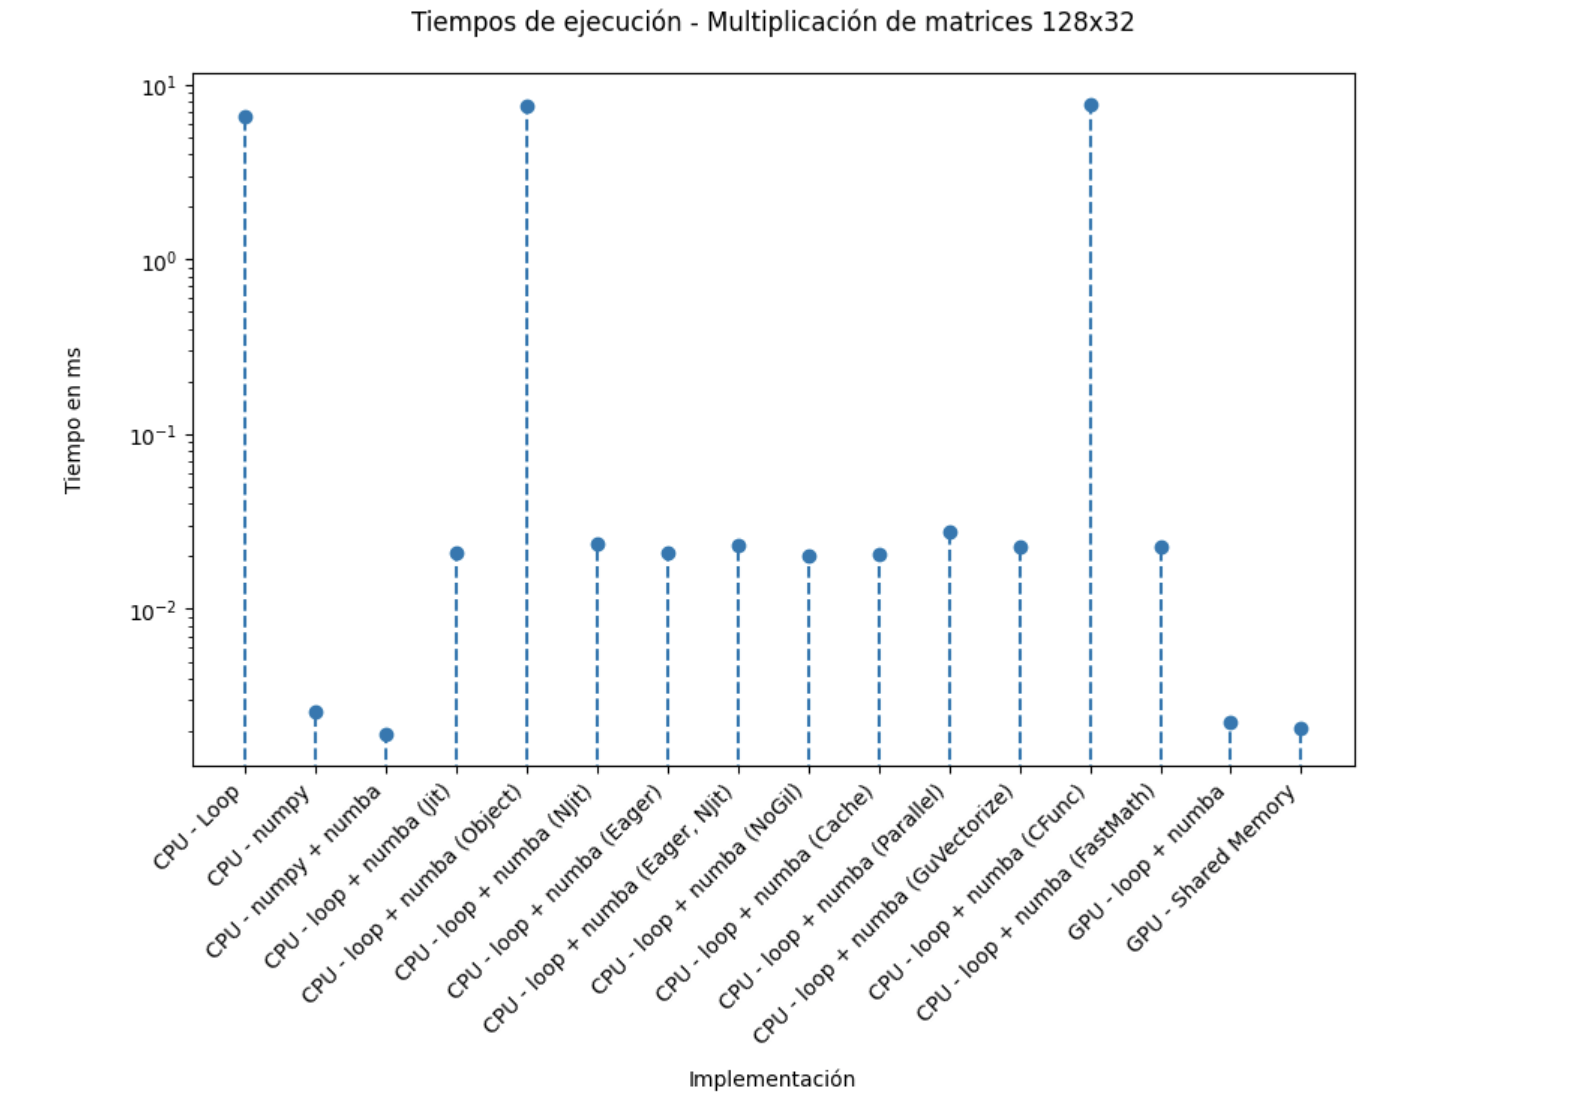 Tiempos de ejecución - Multiplicación de matrices 128x32
10¹
10⁰
10⁻¹
10⁻²
Tiempo en ms
CPU - Loop
CPU - numpy
CPU - numpy + numba
CPU - loop + numba (Jit)
CPU - loop + numba (Object)
CPU - loop + numba (NJit)
CPU - loop + numba (Eager)
CPU - loop + numba (Eager, NJit)
CPU - loop + numba (NoGil)
CPU - loop + numba (Cache)
CPU - loop + numba (Parallel)
CPU - loop + numba (GuVectorize)
CPU - loop + numba (CFunc)
CPU - loop + numba (FastMath)
GPU - loop + numba
GPU - Shared Memory
Implementación